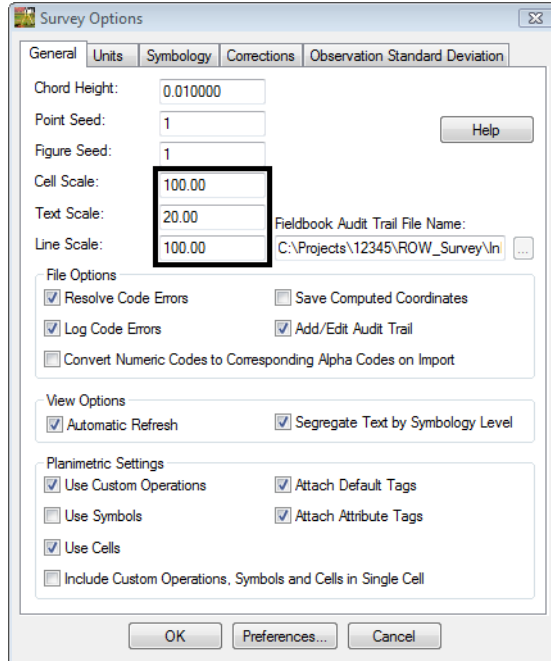 Survey Options
General Units Symbology Corrections Observation Standard Deviation
Chord Height: 0.010000
Point Seed: 1
Help
Figure Seed: 1
Cell Scale: 100.00
Text Scale: 20.00
Fieldbook Audit Trail File Name:
Line Scale: 100.00 C:\Projects\12345\ROW_Survey\In ...
File Options
Resolve Code Errors Save Computed Coordinates
Log Code Errors Add/Edit Audit Trail
Convert Numeric Codes to Corresponding Alpha Codes on Import
View Options
Automatic Refresh Segregate Text by Symbology Level
Planimetric Settings
Use Custom Operations Attach Default Tags
Use Symbols Attach Attribute Tags
Use Cells
Include Custom Operations, Symbols and Cells in Single Cell
OK Preferences... Cancel